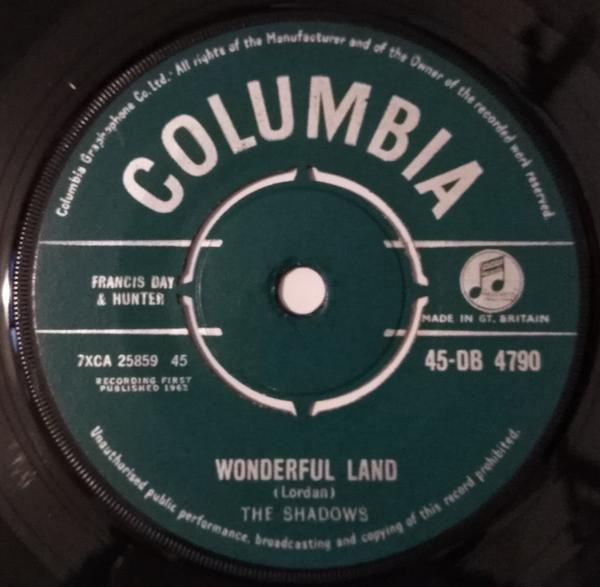 Columbia Graphophone Co. Ltd.- All rights of the Manufacturer and of the Owner of the recorded work reserved.
COLUMBIA
FRANCIS DAY
& HUNTER
MADE IN GT. BRITAIN
7XCA 25859 45
45-DB 4790
RECORDING FIRST
PUBLISHED 1962
WONDERFUL LAND
(Lordan)
THE SHADOWS
Unauthorised public performance, broadcasting and copying of this record prohibited.